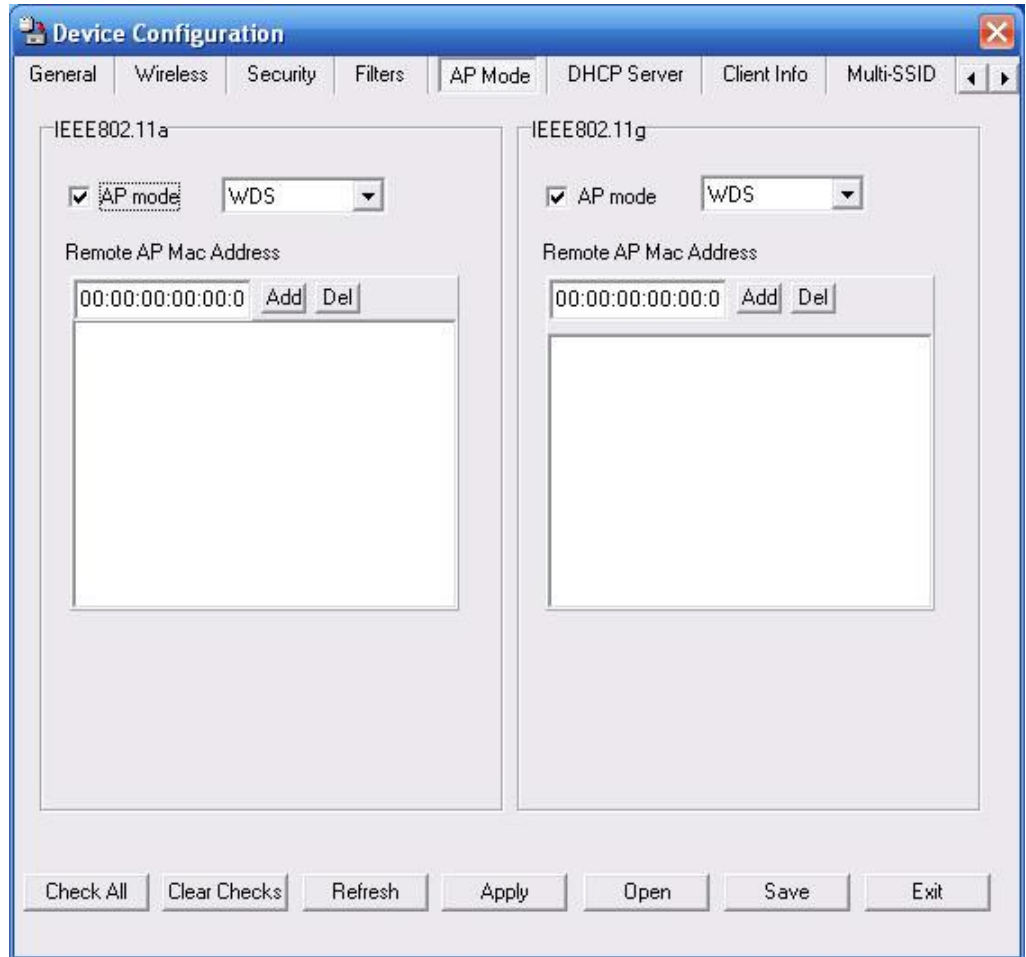 Device Configuration
General Wireless Security Filters AP Mode DHCP Server Client Info Multi-SSID
IEEE802.11a
AP mode WDS
Remote AP Mac Address
00:00:00:00:00:0 Add Del
IEEE802.11g
AP mode WDS
Remote AP Mac Address
00:00:00:00:00:0 Add Del
Check All Clear Checks Refresh Apply Open Save Exit